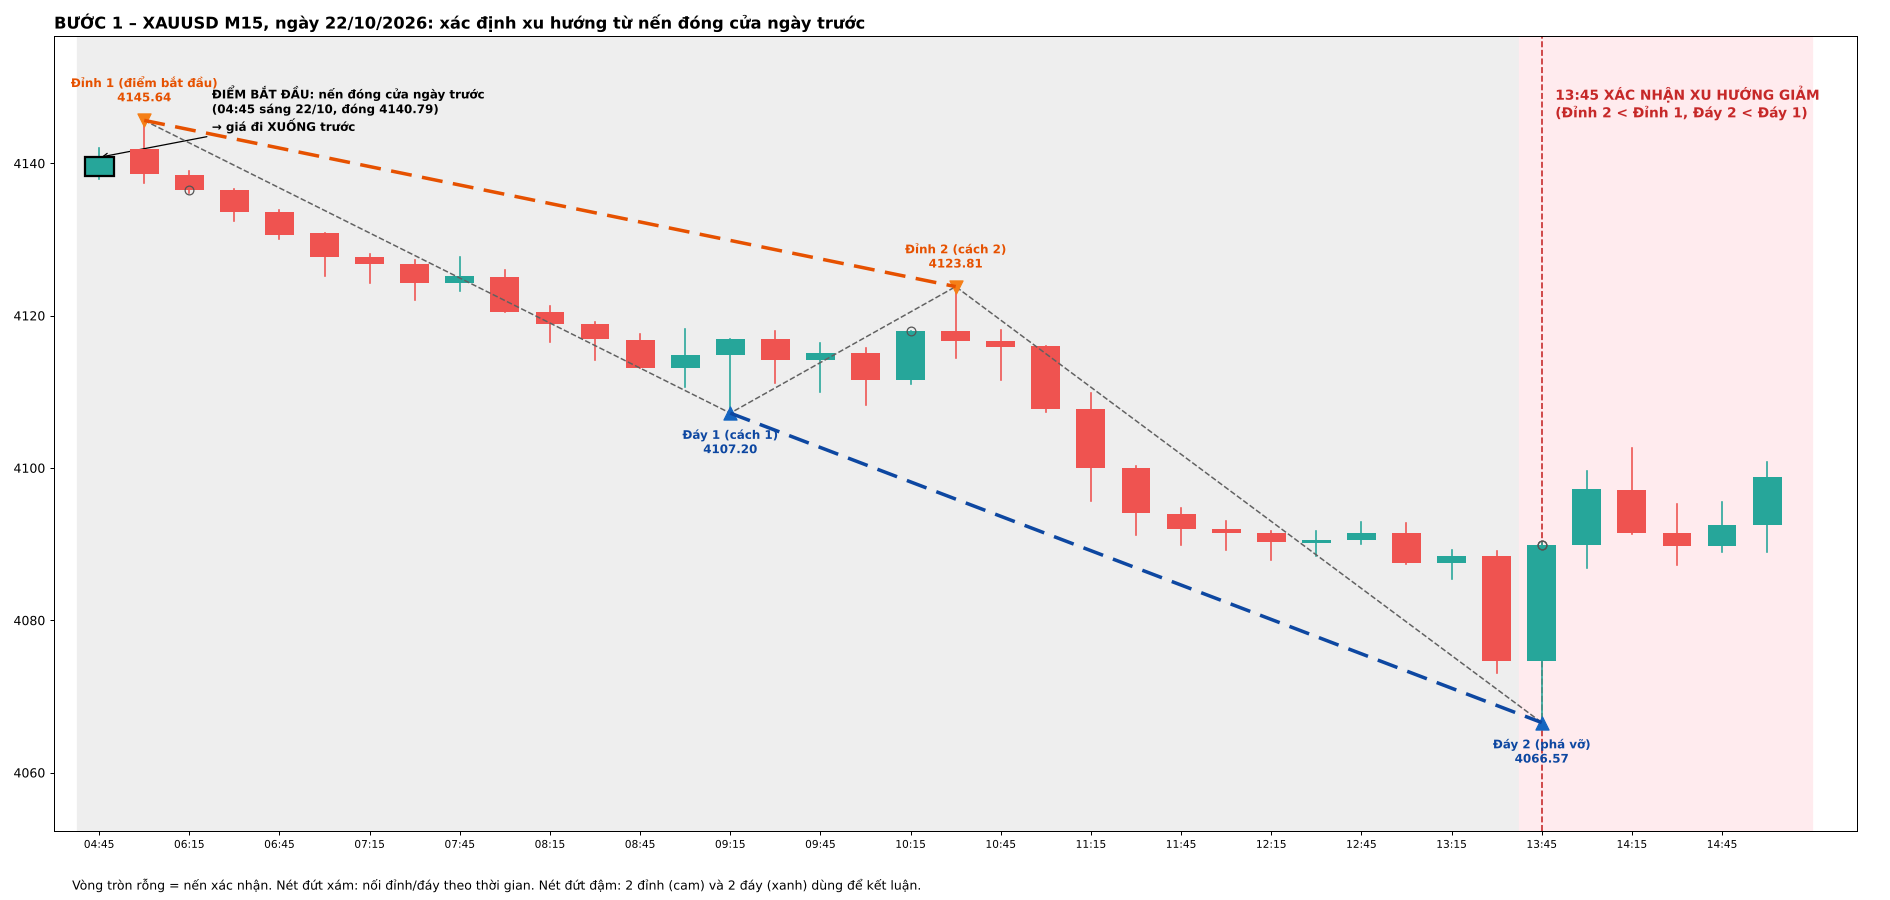 BƯỚC 1 – XAUUSD M15, ngày 22/10/2026: xác định xu hướng từ nến đóng cửa ngày trước
Đỉnh 1 (điểm bắt đầu)
4145.64
ĐIỂM BẮT ĐẦU: nến đóng cửa ngày trước
(04:45 sáng 22/10, đóng 4140.79)
→ giá đi XUỐNG trước
13:45 XÁC NHẬN XU HƯỚNG GIẢM
(Đỉnh 2 < Đỉnh 1, Đáy 2 < Đáy 1)
Đỉnh 2 (cách 2)
4123.81
Đáy 1 (cách 1)
4107.20
Đáy 2 (phá vỡ)
4066.57
4140
4120
4100
4080
4060
04:45 06:15 06:45 07:15 07:45 08:15 08:45 09:15 09:45 10:15 10:45 11:15 11:45 12:15 12:45 13:15 13:45 14:15 14:45
Vòng tròn rỗng = nến xác nhận. Nét đứt xám: nối đỉnh/đáy theo thời gian. Nét đứt đậm: 2 đỉnh (cam) và 2 đáy (xanh) dùng để kết luận.